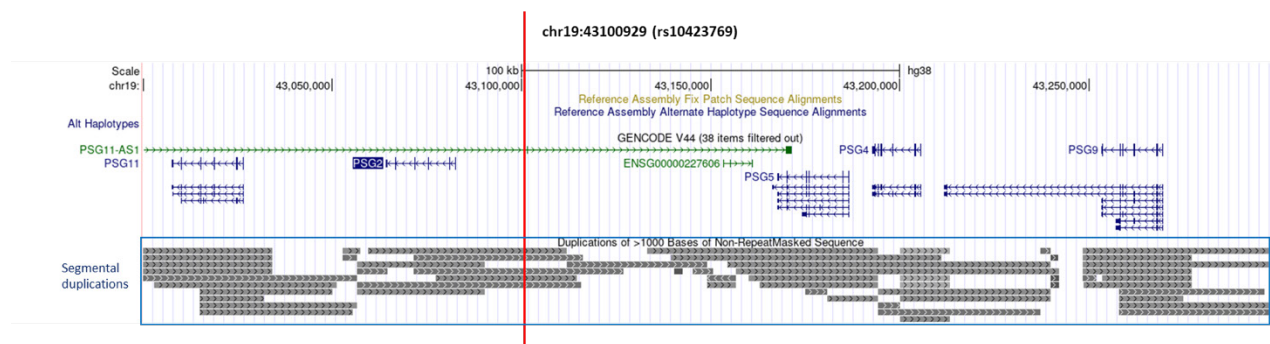 chr19:43100929 (rs10423769)
Scale 100 kb hg38
chr19: 43,050,000 43,100,000 43,150,000 43,200,000 43,250,000
Reference Assembly Fix Patch Sequence Alignments
Reference Assembly Alternate Haplotype Sequence Alignments
Alt Haplotypes
GENCODE V44 (38 items filtered out)
PSG11-AS1 PSG4 PSG9
PSG11 PSG2 ENSG00000227606
PSG5
Duplications of >1000 Bases of Non-RepeatMasked Sequence
Segmental
duplications